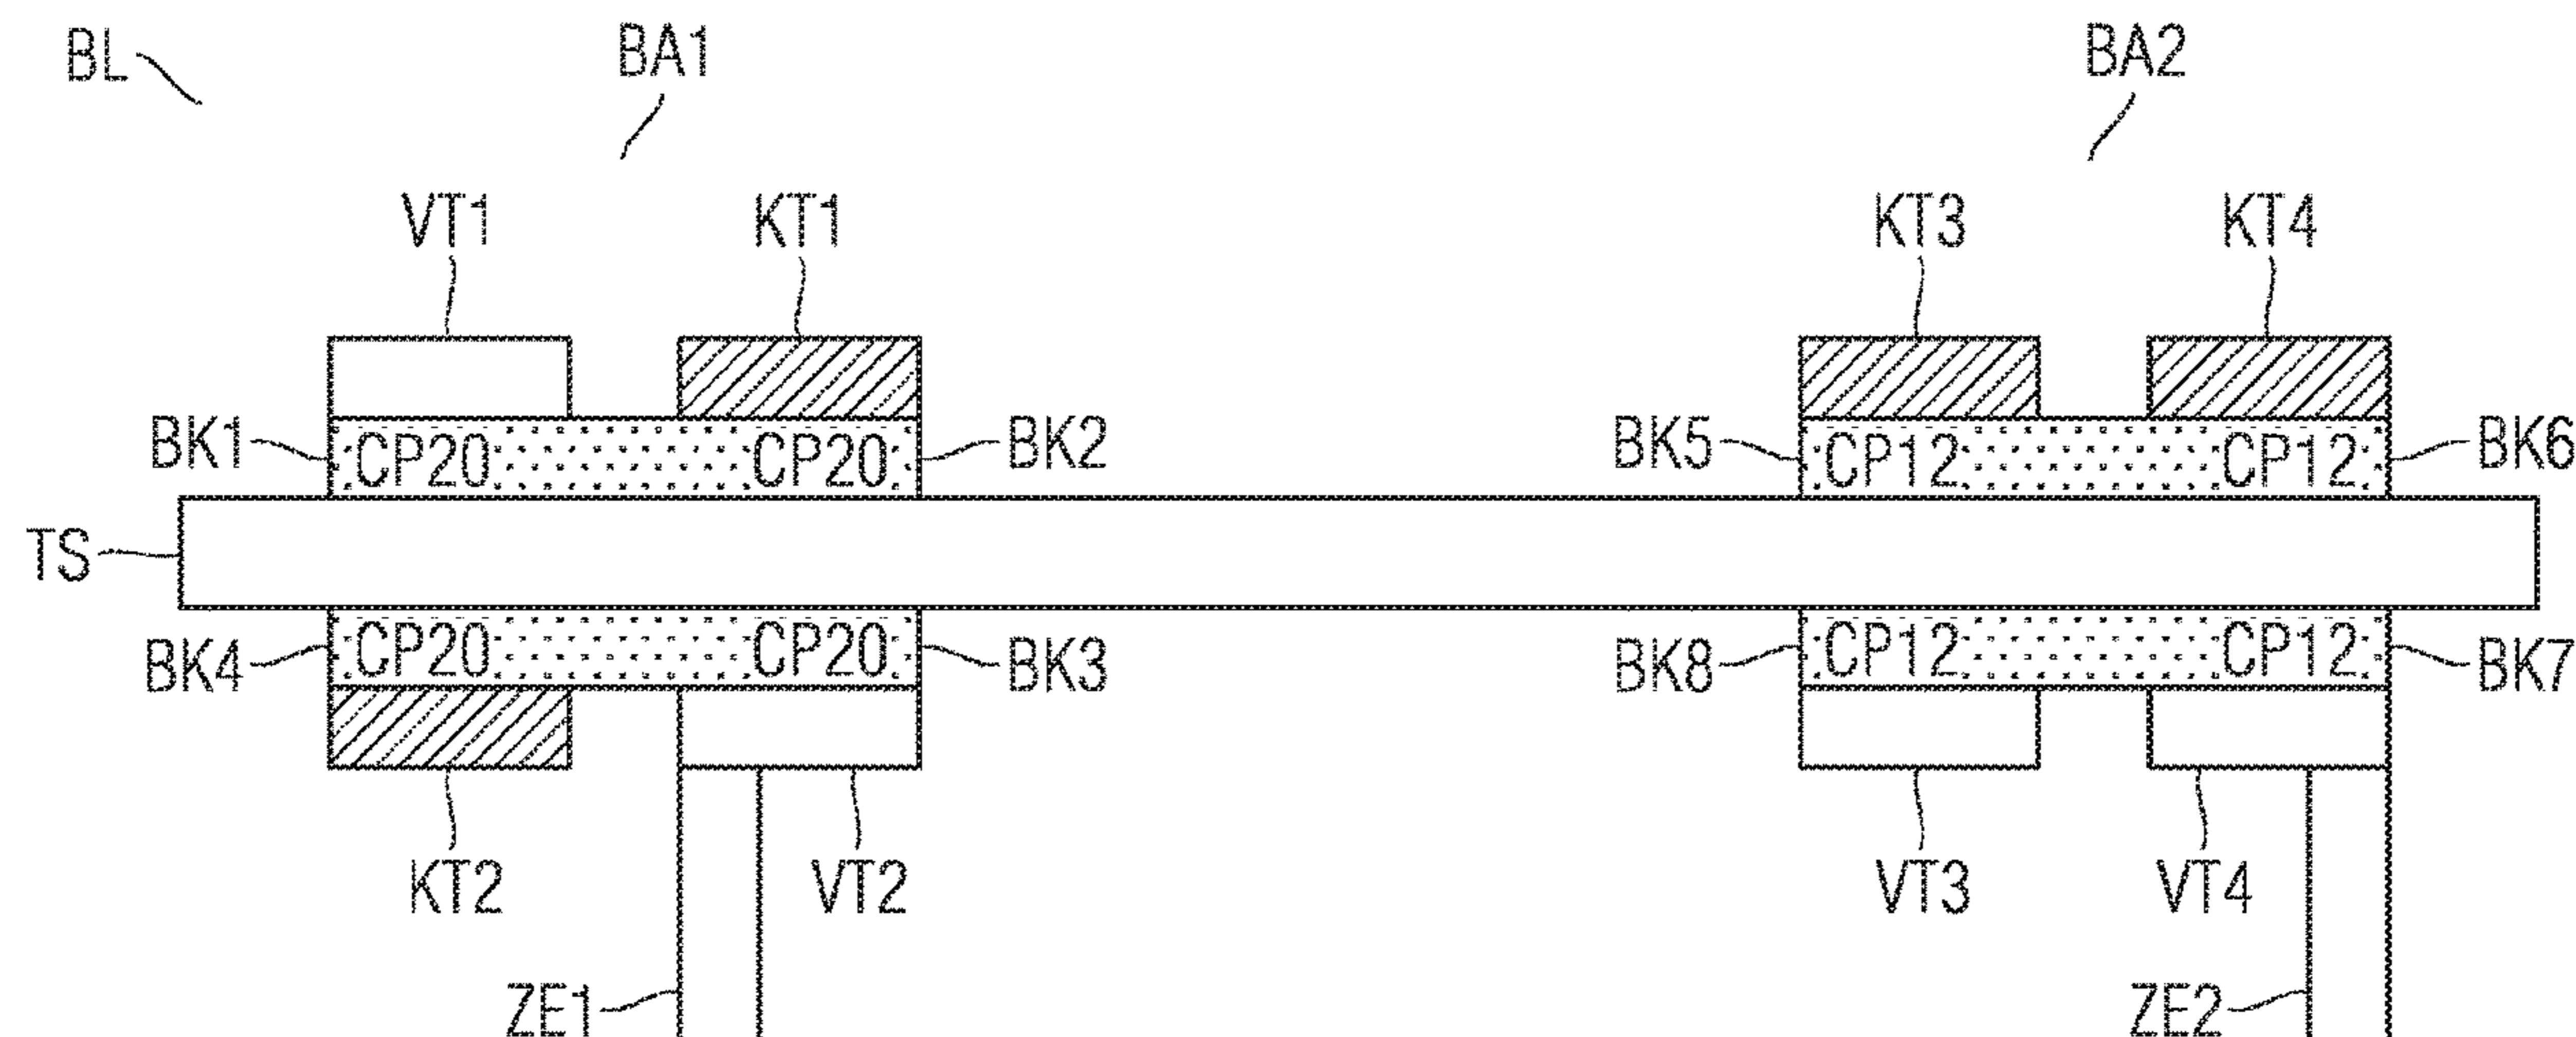 BL BA1 BA2
VT1 KT1 KT3 KT4
BK1 CP20 CP20 BK2 BK5 CP12 CP12 BK6
TS
BK4 CP20 CP20 BK3 BK8 CP12 CP12 BK7
KT2 VT2 VT3 VT4
ZE1 ZE2